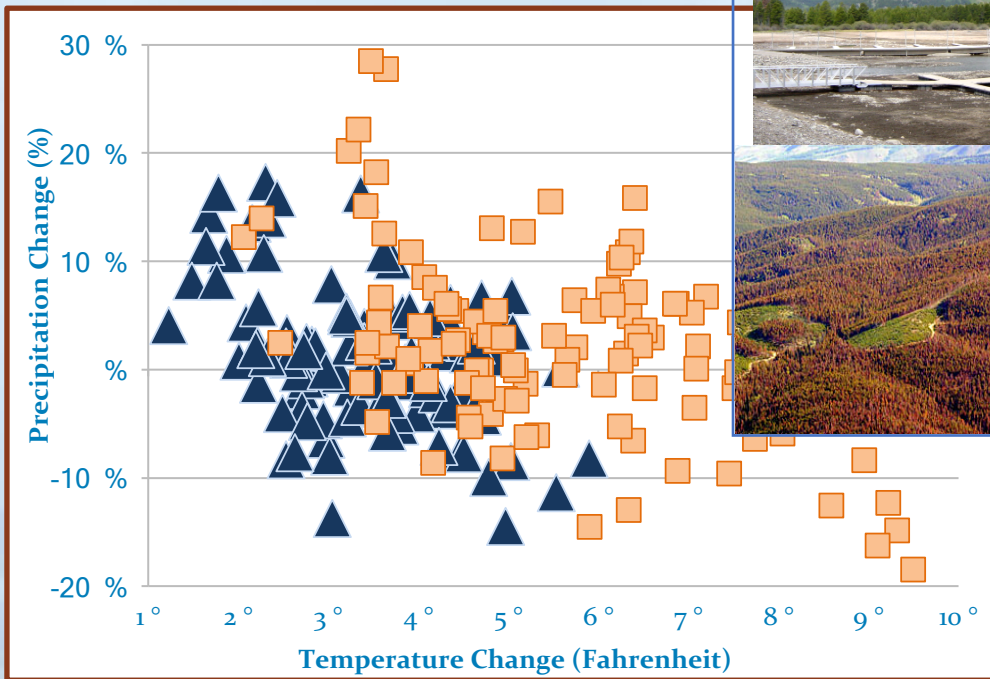 30 %
20 %
10 %
%
-10 %
-20 %
Precipitation Change (%)
1 ° 2 ° 3 ° 4 ° 5 ° 6 ° 7 ° 8 ° 9 ° 10 °
Temperature Change (Fahrenheit)